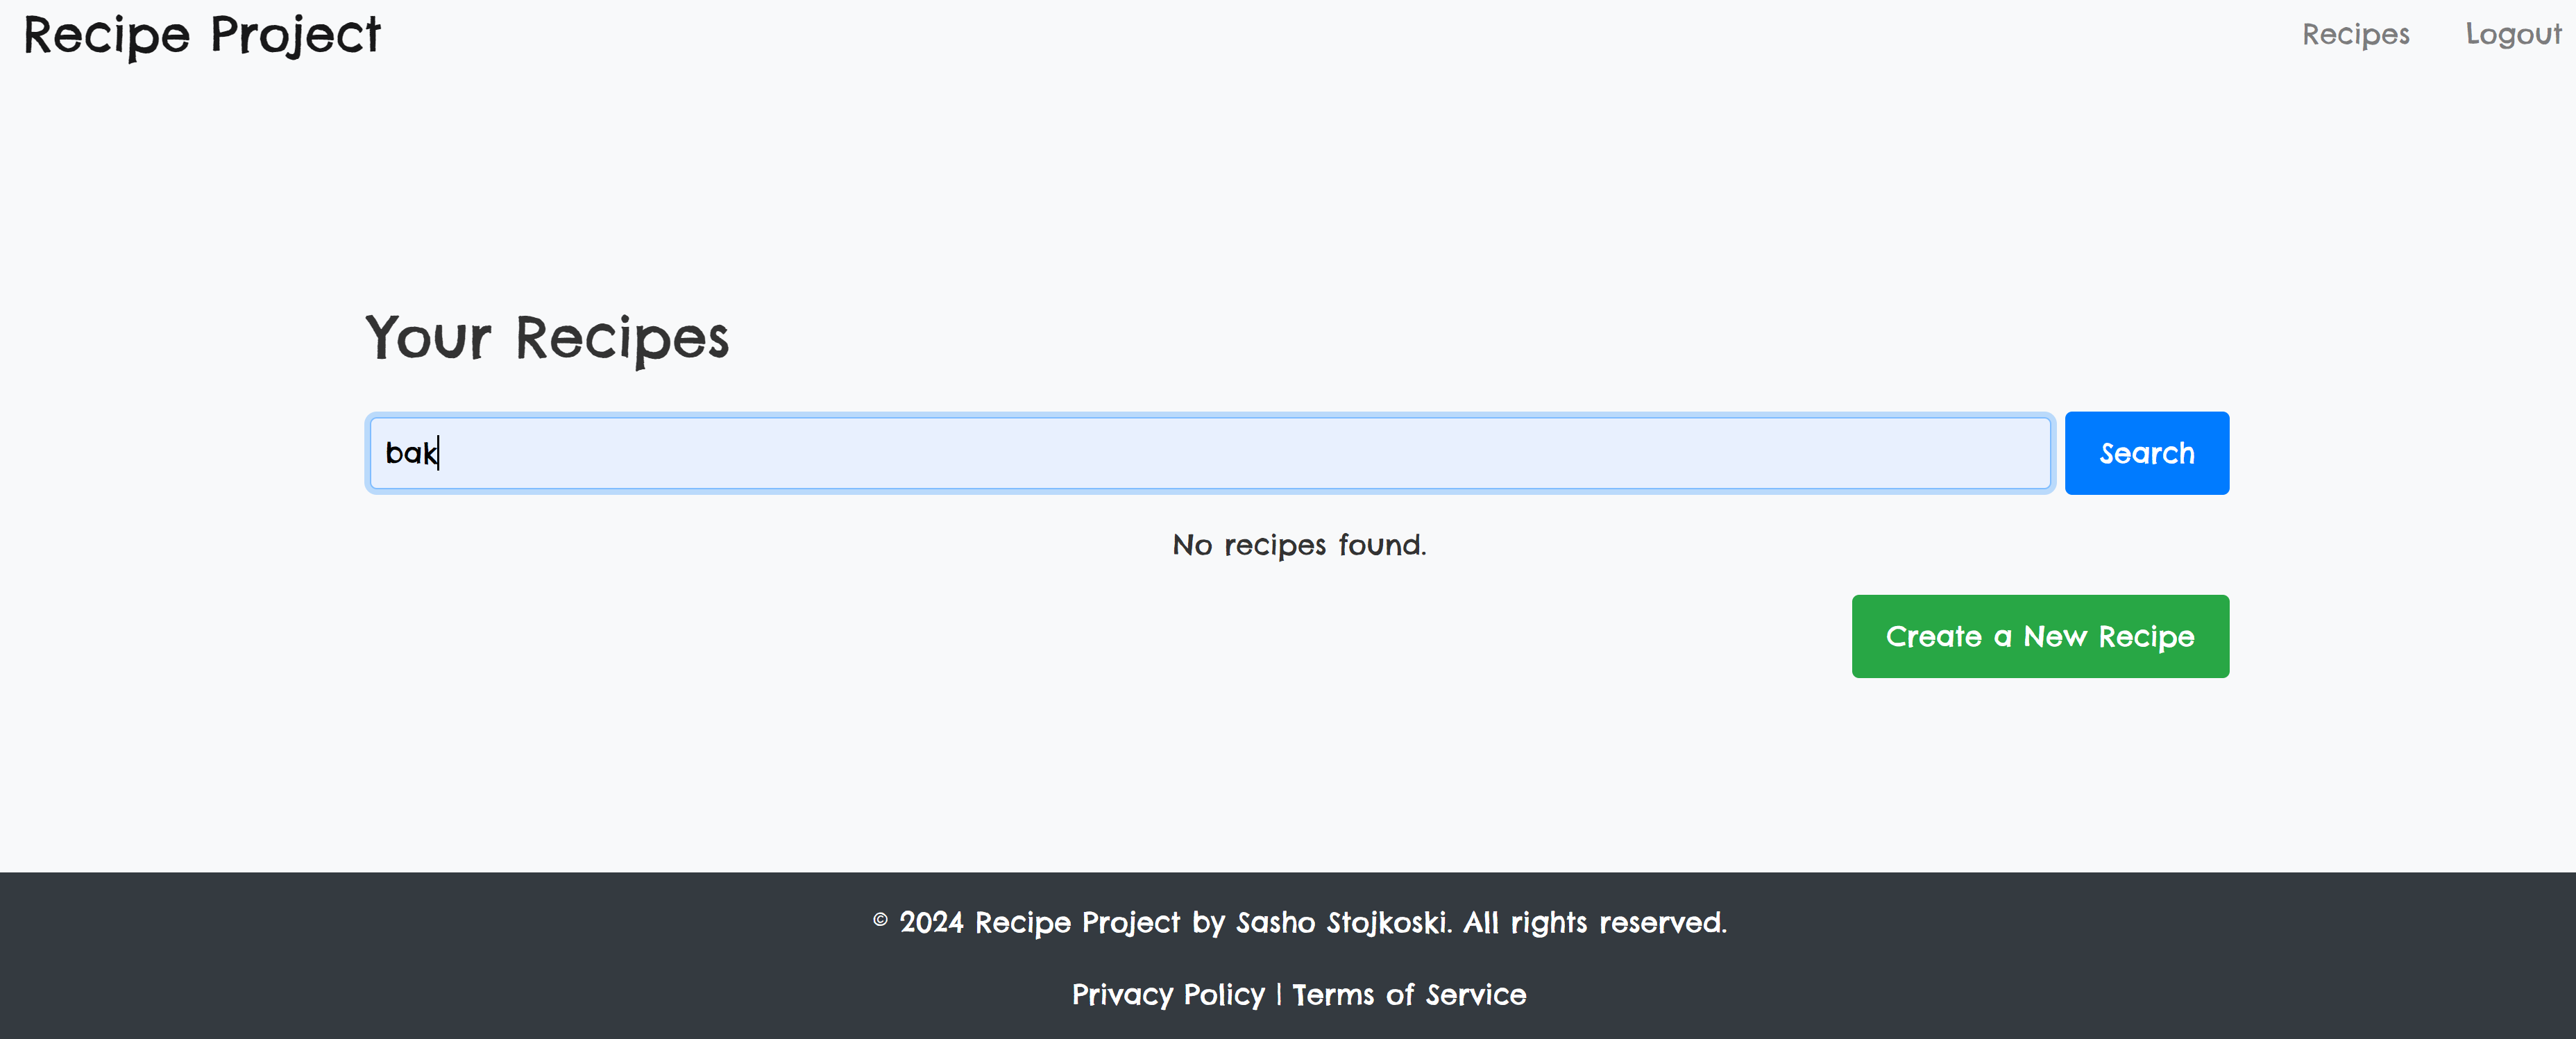 Recipe Project
Recipes Logout
Your Recipes
bak
Search
No recipes found.
Create a New Recipe
© 2024 Recipe Project by Sasho Stojkoski. All rights reserved.
Privacy Policy | Terms of Service